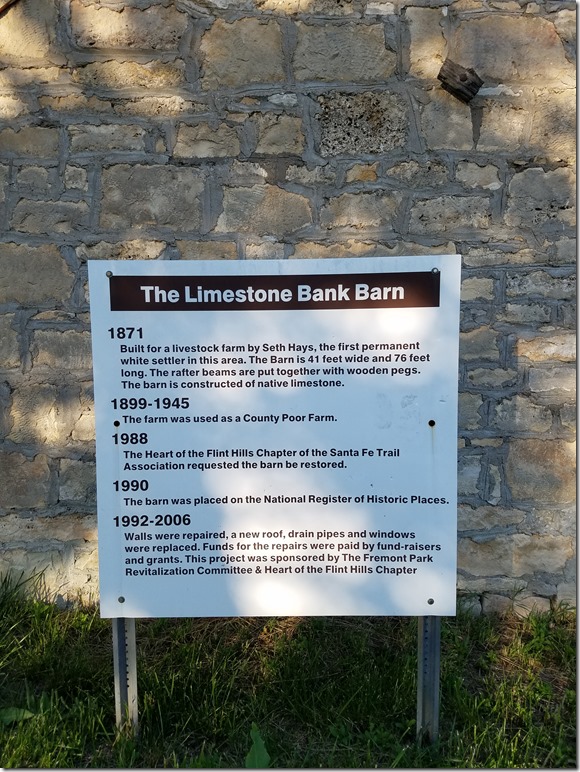 The Limestone Bank Barn
1871
Built for a livestock farm by Seth Hays, the first permanent
white settler in this area. The Barn is 41 feet wide and 76 feet
long. The rafter beams are put together with wooden pegs.
The barn is constructed of native limestone.
1899-1945
The farm was used as a County Poor Farm.
1988
The Heart of the Flint Hills Chapter of the Santa Fe Trail
Association requested the barn be restored.
1990
The barn was placed on the National Register of Historic Places.
1992-2006
Walls were repaired, a new roof, drain pipes and windows
were replaced. Funds for the repairs were paid by fund-raisers
and grants. This project was sponsored by The Fremont Park
Revitalization Committee & Heart of the Flint Hills Chapter